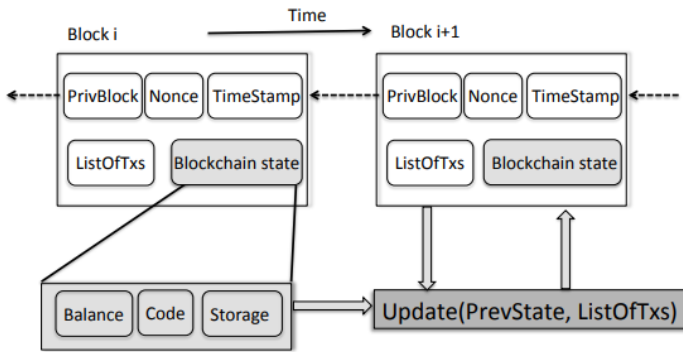 Time
Block i
Block i+1
PrivBlock Nonce TimeStamp
PrivBlock Nonce TimeStamp
ListOfTxs Blockchain state
ListOfTxs Blockchain state
Balance Code Storage
Update(PrevState, ListOfTxs)